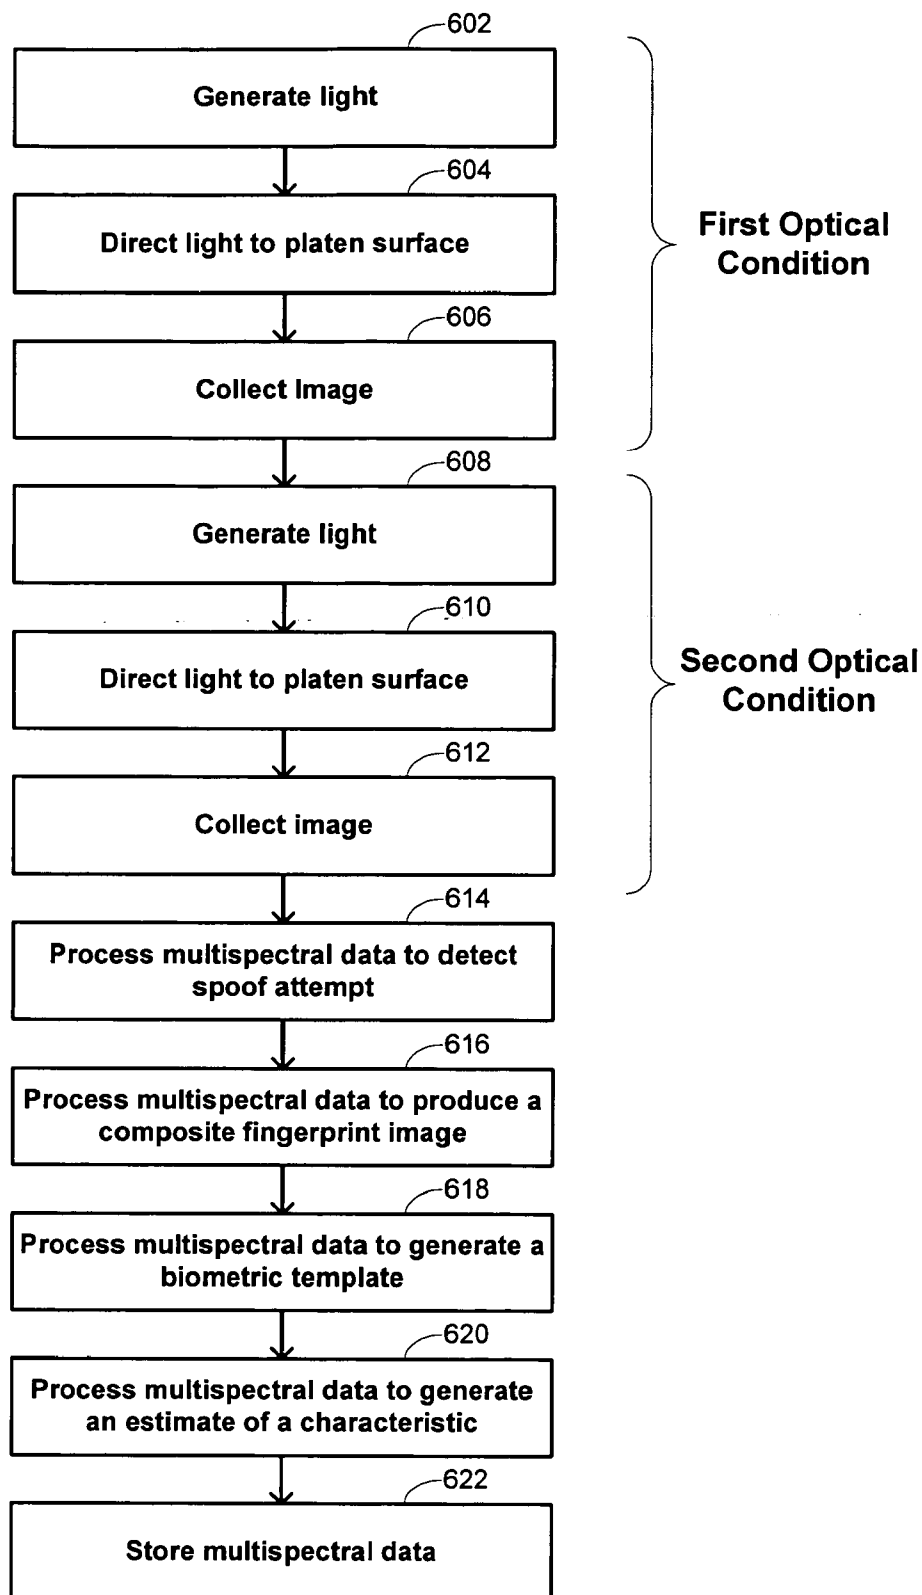 602
Generate light
604
Direct light to platen surface
606
Collect Image
First Optical
Condition
608
Generate light
610
Direct light to platen surface
612
Collect image
Second Optical
Condition
614
Process multispectral data to detect
spoof attempt
616
Process multispectral data to produce a
composite fingerprint image
618
Process multispectral data to generate a
biometric template
620
Process multispectral data to generate
an estimate of a characteristic
622
Store multispectral data